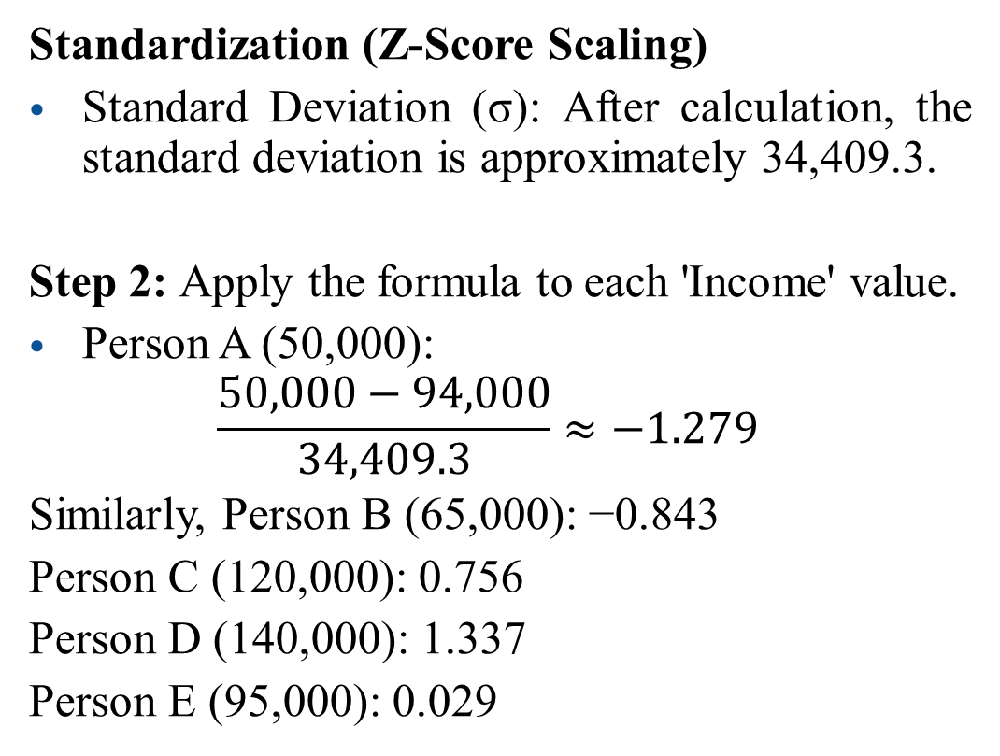 Standardization (Z-Score Scaling)
• Standard Deviation (σ): After calculation, the
standard deviation is approximately 34,409.3.
Step 2: Apply the formula to each 'Income' value.
• Person A (50,000):
50,000 − 94,000
34,409.3
≈ −1.279
Similarly, Person B (65,000): −0.843
Person C (120,000): 0.756
Person D (140,000): 1.337
Person E (95,000): 0.029